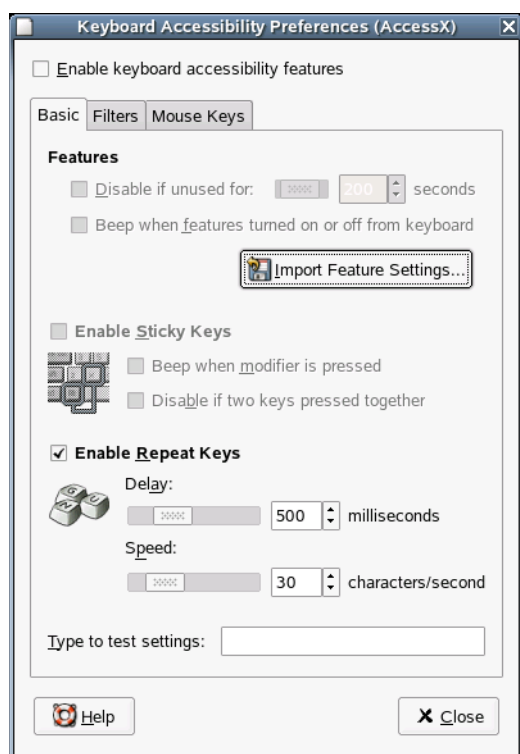 Keyboard Accessibility Preferences (AccessX)
Enable keyboard accessibility features
Basic Filters Mouse Keys
Features
Disable if unused for: 200 seconds
Beep when features turned on or off from keyboard
Import Feature Settings...
Enable Sticky Keys
Beep when modifier is pressed
Disable if two keys pressed together
Enable Repeat Keys
Delay:
500 milliseconds
Speed:
30 characters/second
Type to test settings:
Help Close